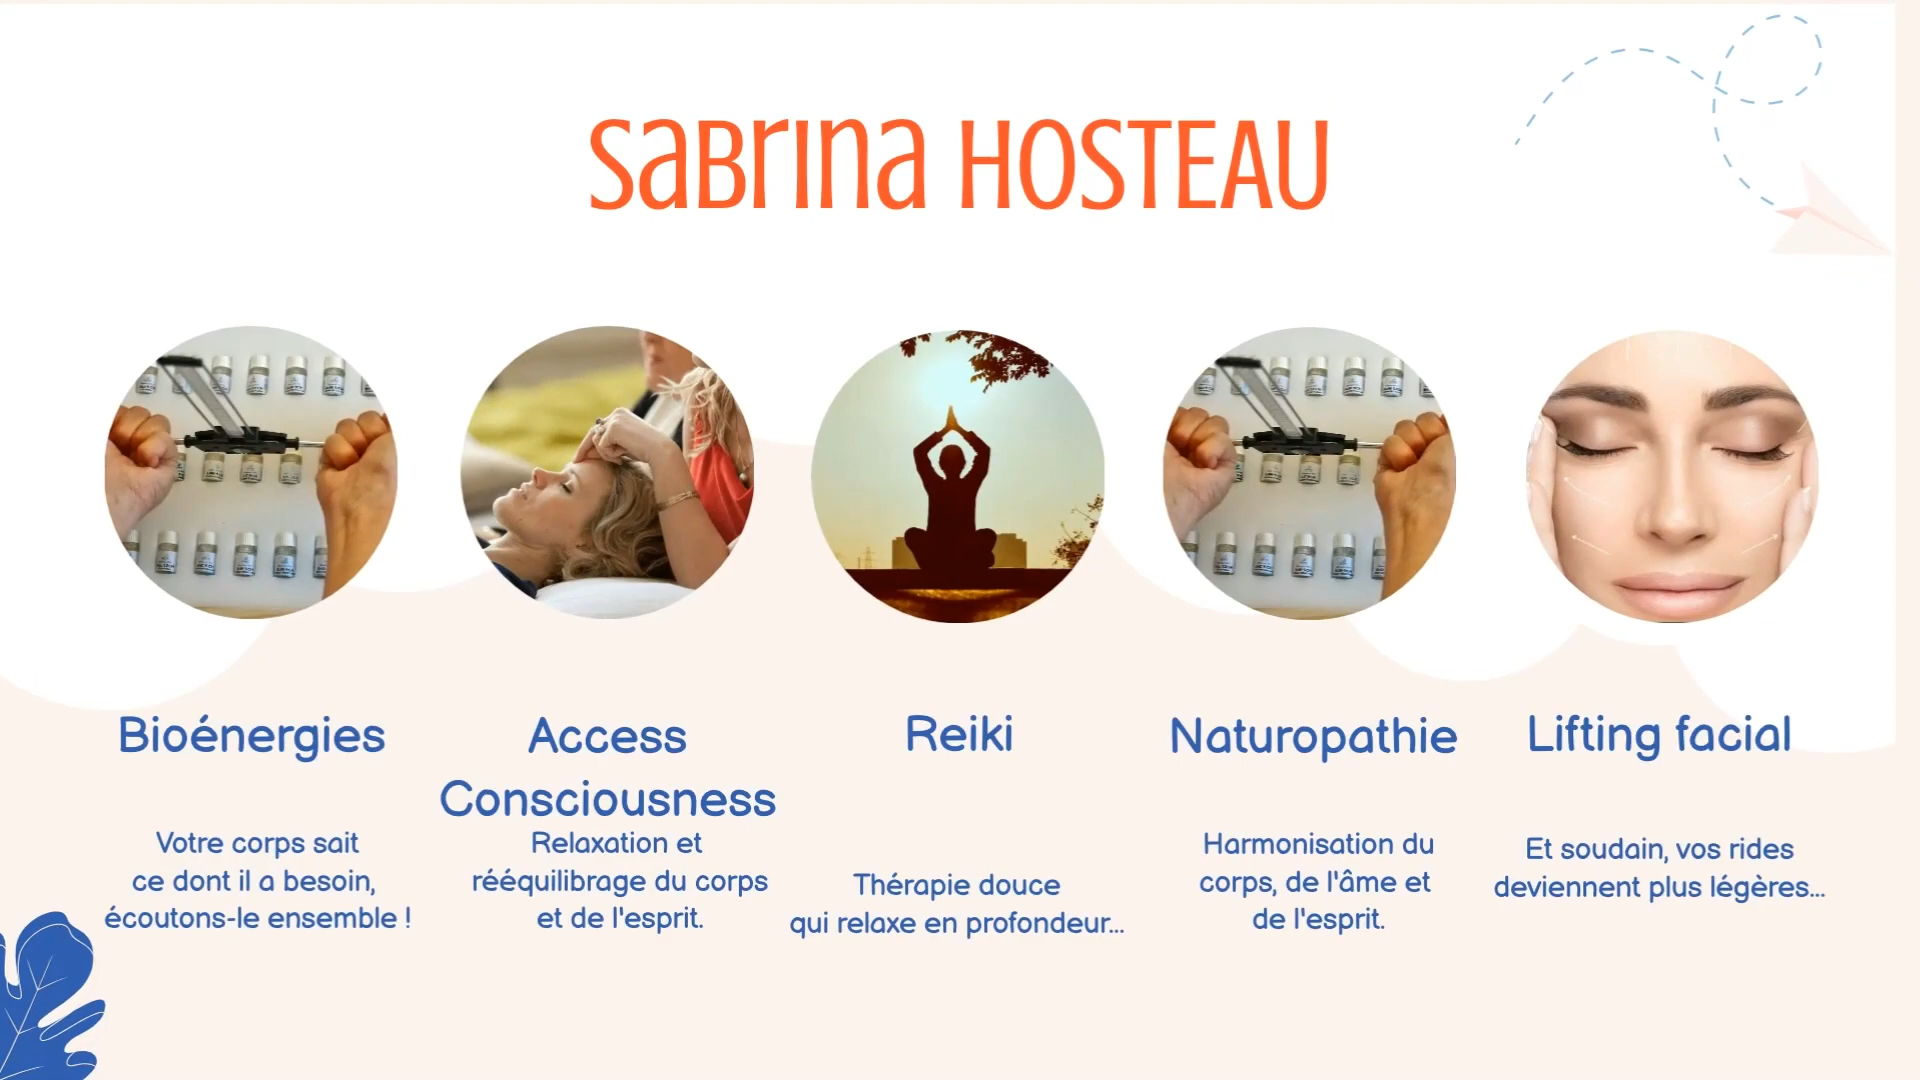 SaBrina HOSTEAU
Bioénergies
Votre corps sait
ce dont il a besoin,
écoutons-le ensemble !
Access
Consciousness
Relaxation et
rééquilibrage du corps
et de l'esprit.
Reiki
Thérapie douce
qui relaxe en profondeur...
Naturopathie
Harmonisation du
corps, de l'âme et
de l'esprit.
Lifting facial
Et soudain, vos rides
deviennent plus légères...